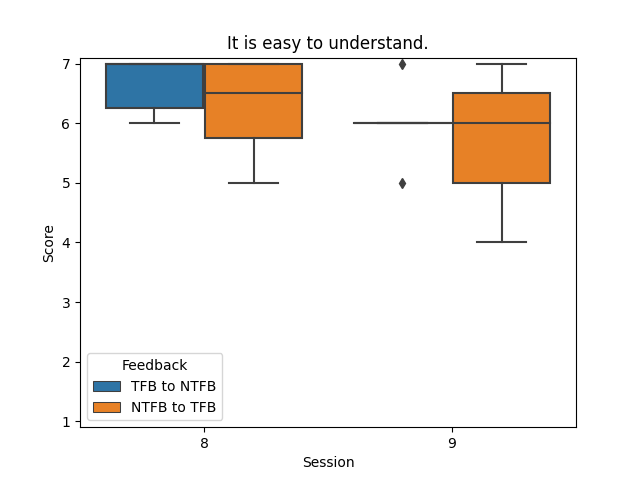 It is easy to understand.
7
6
5
4
3
2
1
Score
Feedback
TFB to NTFB
NTFB to TFB
8
9
Session